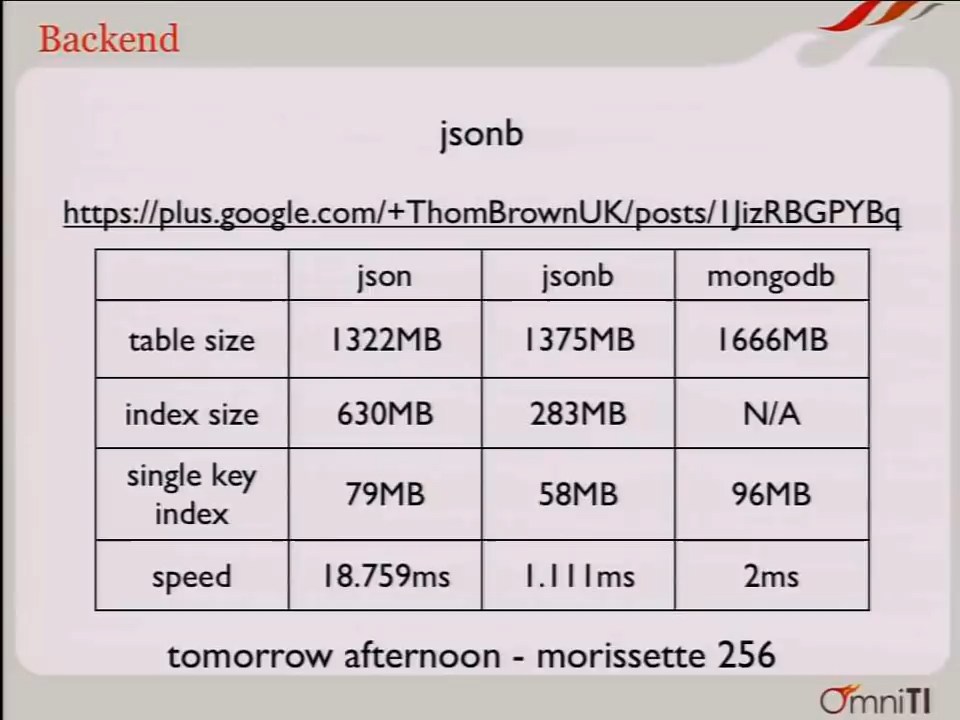 Backend
jsonb
https://plus.google.com/+ThomBrownUK/posts/1JizRBGPYBq
json jsonb mongodb
table size 1322MB 1375MB 1666MB
index size 630MB 283MB N/A
single key
index 79MB 58MB 96MB
speed 18.759ms 1.111ms 2ms
tomorrow afternoon - morissette 256
OmniTI